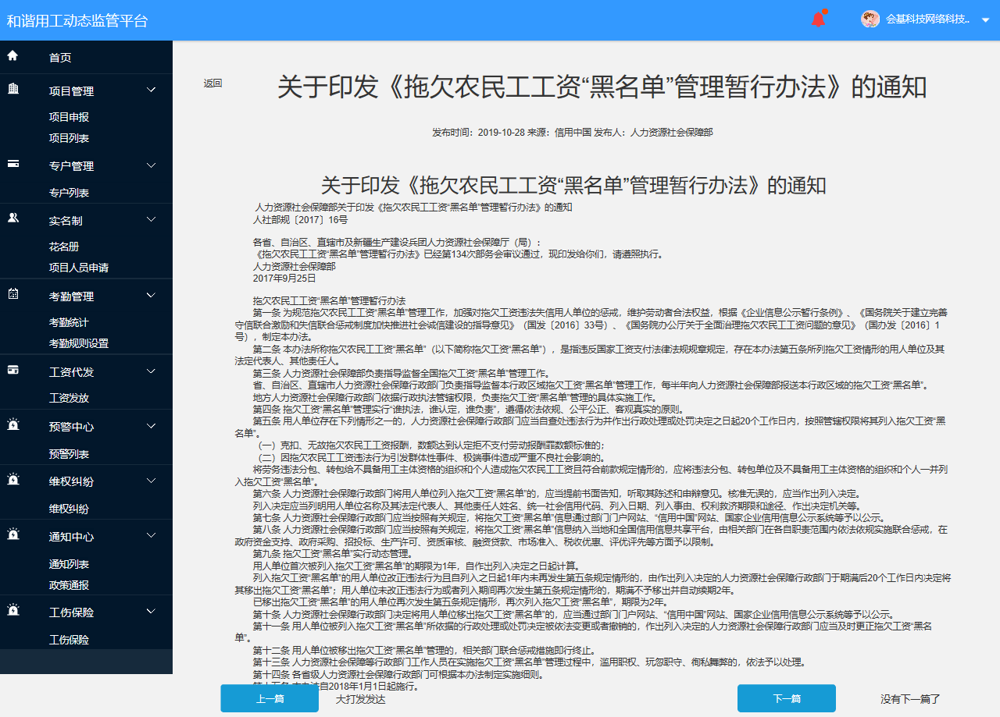 和谐用工动态监管平台
会基科技网络科技..
首页
项目管理
项目申报
项目列表
专户管理
专户列表
实名制
花名册
项目人员申请
考勤管理
考勤统计
考勤规则设置
工资代发
工资发放
预警中心
预警列表
维权纠纷
维权纠纷
通知中心
通知列表
政策通报
工伤保险
工伤保险
返回
关于印发《拖欠农民工工资“黑名单”管理暂行办法》的通知
发布时间：2019-10-28 来源：信用中国 发布人：人力资源社会保障部
关于印发《拖欠农民工工资“黑名单”管理暂行办法》的通知
人力资源社会保障部关于印发《拖欠农民工工资“黑名单”管理暂行办法》的通知
人社部规〔2017〕16号
各省、自治区、直辖市及新疆生产建设兵团人力资源社会保障厅（局）：
《拖欠农民工工资“黑名单”管理暂行办法》已经第134次部务会审议通过，现印发给你们，请遵照执行。
人力资源社会保障部
2017年9月25日
拖欠农民工工资“黑名单”管理暂行办法
第一条 为规范拖欠农民工工资“黑名单”管理工作，加强对拖欠工资违法失信用人单位的惩戒，维护劳动者合法权益，根据《企业信息公示暂行条例》、《国务院关于建立完善
守信联合激励和失信联合惩戒制度加快推进社会诚信建设的指导意见》（国发〔2016〕33号）、《国务院办公厅关于全面治理拖欠农民工工资问题的意见》（国办发〔2016〕1
号），制定本办法。
第二条 本办法所称拖欠农民工工资“黑名单”（以下简称拖欠工资“黑名单”），是指违反国家工资支付法律法规规章规定，存在本办法第五条所列拖欠工资情形的用人单位及其
法定代表人、其他责任人。
第三条 人力资源社会保障部负责指导监督全国拖欠工资“黑名单”管理工作。
省、自治区、直辖市人力资源社会保障行政部门负责指导监督本行政区域拖欠工资“黑名单”管理工作，每半年向人力资源社会保障部报送本行政区域的拖欠工资“黑名单”。
地方人力资源社会保障行政部门依据行政执法管辖权限，负责拖欠工资“黑名单”管理的具体实施工作。
第四条 拖欠工资“黑名单”管理实行“谁执法，谁认定，谁负责”，遵循依法依规、公平公正、客观真实的原则。
第五条 用人单位存在下列情形之一的，人力资源社会保障行政部门应当自查处违法行为并作出行政处理或处罚决定之日起20个工作日内，按照管辖权限将其列入拖欠工资“黑
名单”。
（一）克扣、无故拖欠农民工工资报酬，数额达到认定拒不支付劳动报酬罪数额标准的；
（二）因拖欠农民工工资违法行为引发群体性事件、极端事件造成严重不良社会影响的。
将劳务违法分包、转包给不具备用工主体资格的组织和个人造成拖欠农民工工资且符合前款规定情形的，应将违法分包、转包单位及不具备用工主体资格的组织和个人一并列
入拖欠工资“黑名单”。
第六条 人力资源社会保障行政部门将用人单位列入拖欠工资“黑名单”的，应当提前书面告知，听取其陈述和申辩意见。核准无误的，应当作出列入决定。
列入决定应当列明用人单位名称及其法定代表人、其他责任人姓名、统一社会信用代码、列入日期、列入事由、权利救济期限和途径、作出决定机关等。
第七条 人力资源社会保障行政部门应当按照有关规定，将拖欠工资“黑名单”信息通过部门门户网站、“信用中国”网站、国家企业信用信息公示系统等予以公示。
第八条 人力资源社会保障行政部门应当按照有关规定，将拖欠工资“黑名单”信息纳入当地和全国信用信息共享平台，由相关部门在各自职责范围内依法依规实施联合惩戒，在
政府资金支持、政府采购、招投标、生产许可、资质审核、融资贷款、市场准入、税收优惠、评优评先等方面予以限制。
第九条 拖欠工资“黑名单”实行动态管理。
用人单位首次被列入拖欠工资“黑名单”的期限为1年，自作出列入决定之日起计算。
列入拖欠工资“黑名单”的用人单位改正违法行为且自列入之日起1年内未再发生第五条规定情形的，由作出列入决定的人力资源社会保障行政部门于期满后20个工作日内决定将
其移出拖欠工资“黑名单”；用人单位未改正违法行为或者列入期间再次发生第五条规定情形的，期满不予移出并自动续期2年。
已移出拖欠工资“黑名单”的用人单位再次发生第五条规定情形，再次列入拖欠工资“黑名单”，期限为2年。
第十条 人力资源社会保障行政部门决定将用人单位移出拖欠工资“黑名单”的，应当通过部门门户网站、“信用中国”网站、国家企业信用信息公示系统等予以公示。
第十一条 用人单位被列入拖欠工资“黑名单”所依据的行政处理或处罚决定被依法变更或者撤销的，作出列入决定的人力资源社会保障行政部门应当及时更正拖欠工资“黑名
单”。
第十二条 用人单位被移出拖欠工资“黑名单”管理的，相关部门联合惩戒措施即行终止。
第十三条 人力资源社会保障等行政部门工作人员在实施拖欠工资“黑名单”管理过程中，滥用职权、玩忽职守、徇私舞弊的，依法予以处理。
第十四条 各省级人力资源社会保障行政部门可根据本办法制定实施细则。
第十五条 本办法自2018年1月1日起施行。
上一篇
大打发发达
下一篇
没有下一篇了